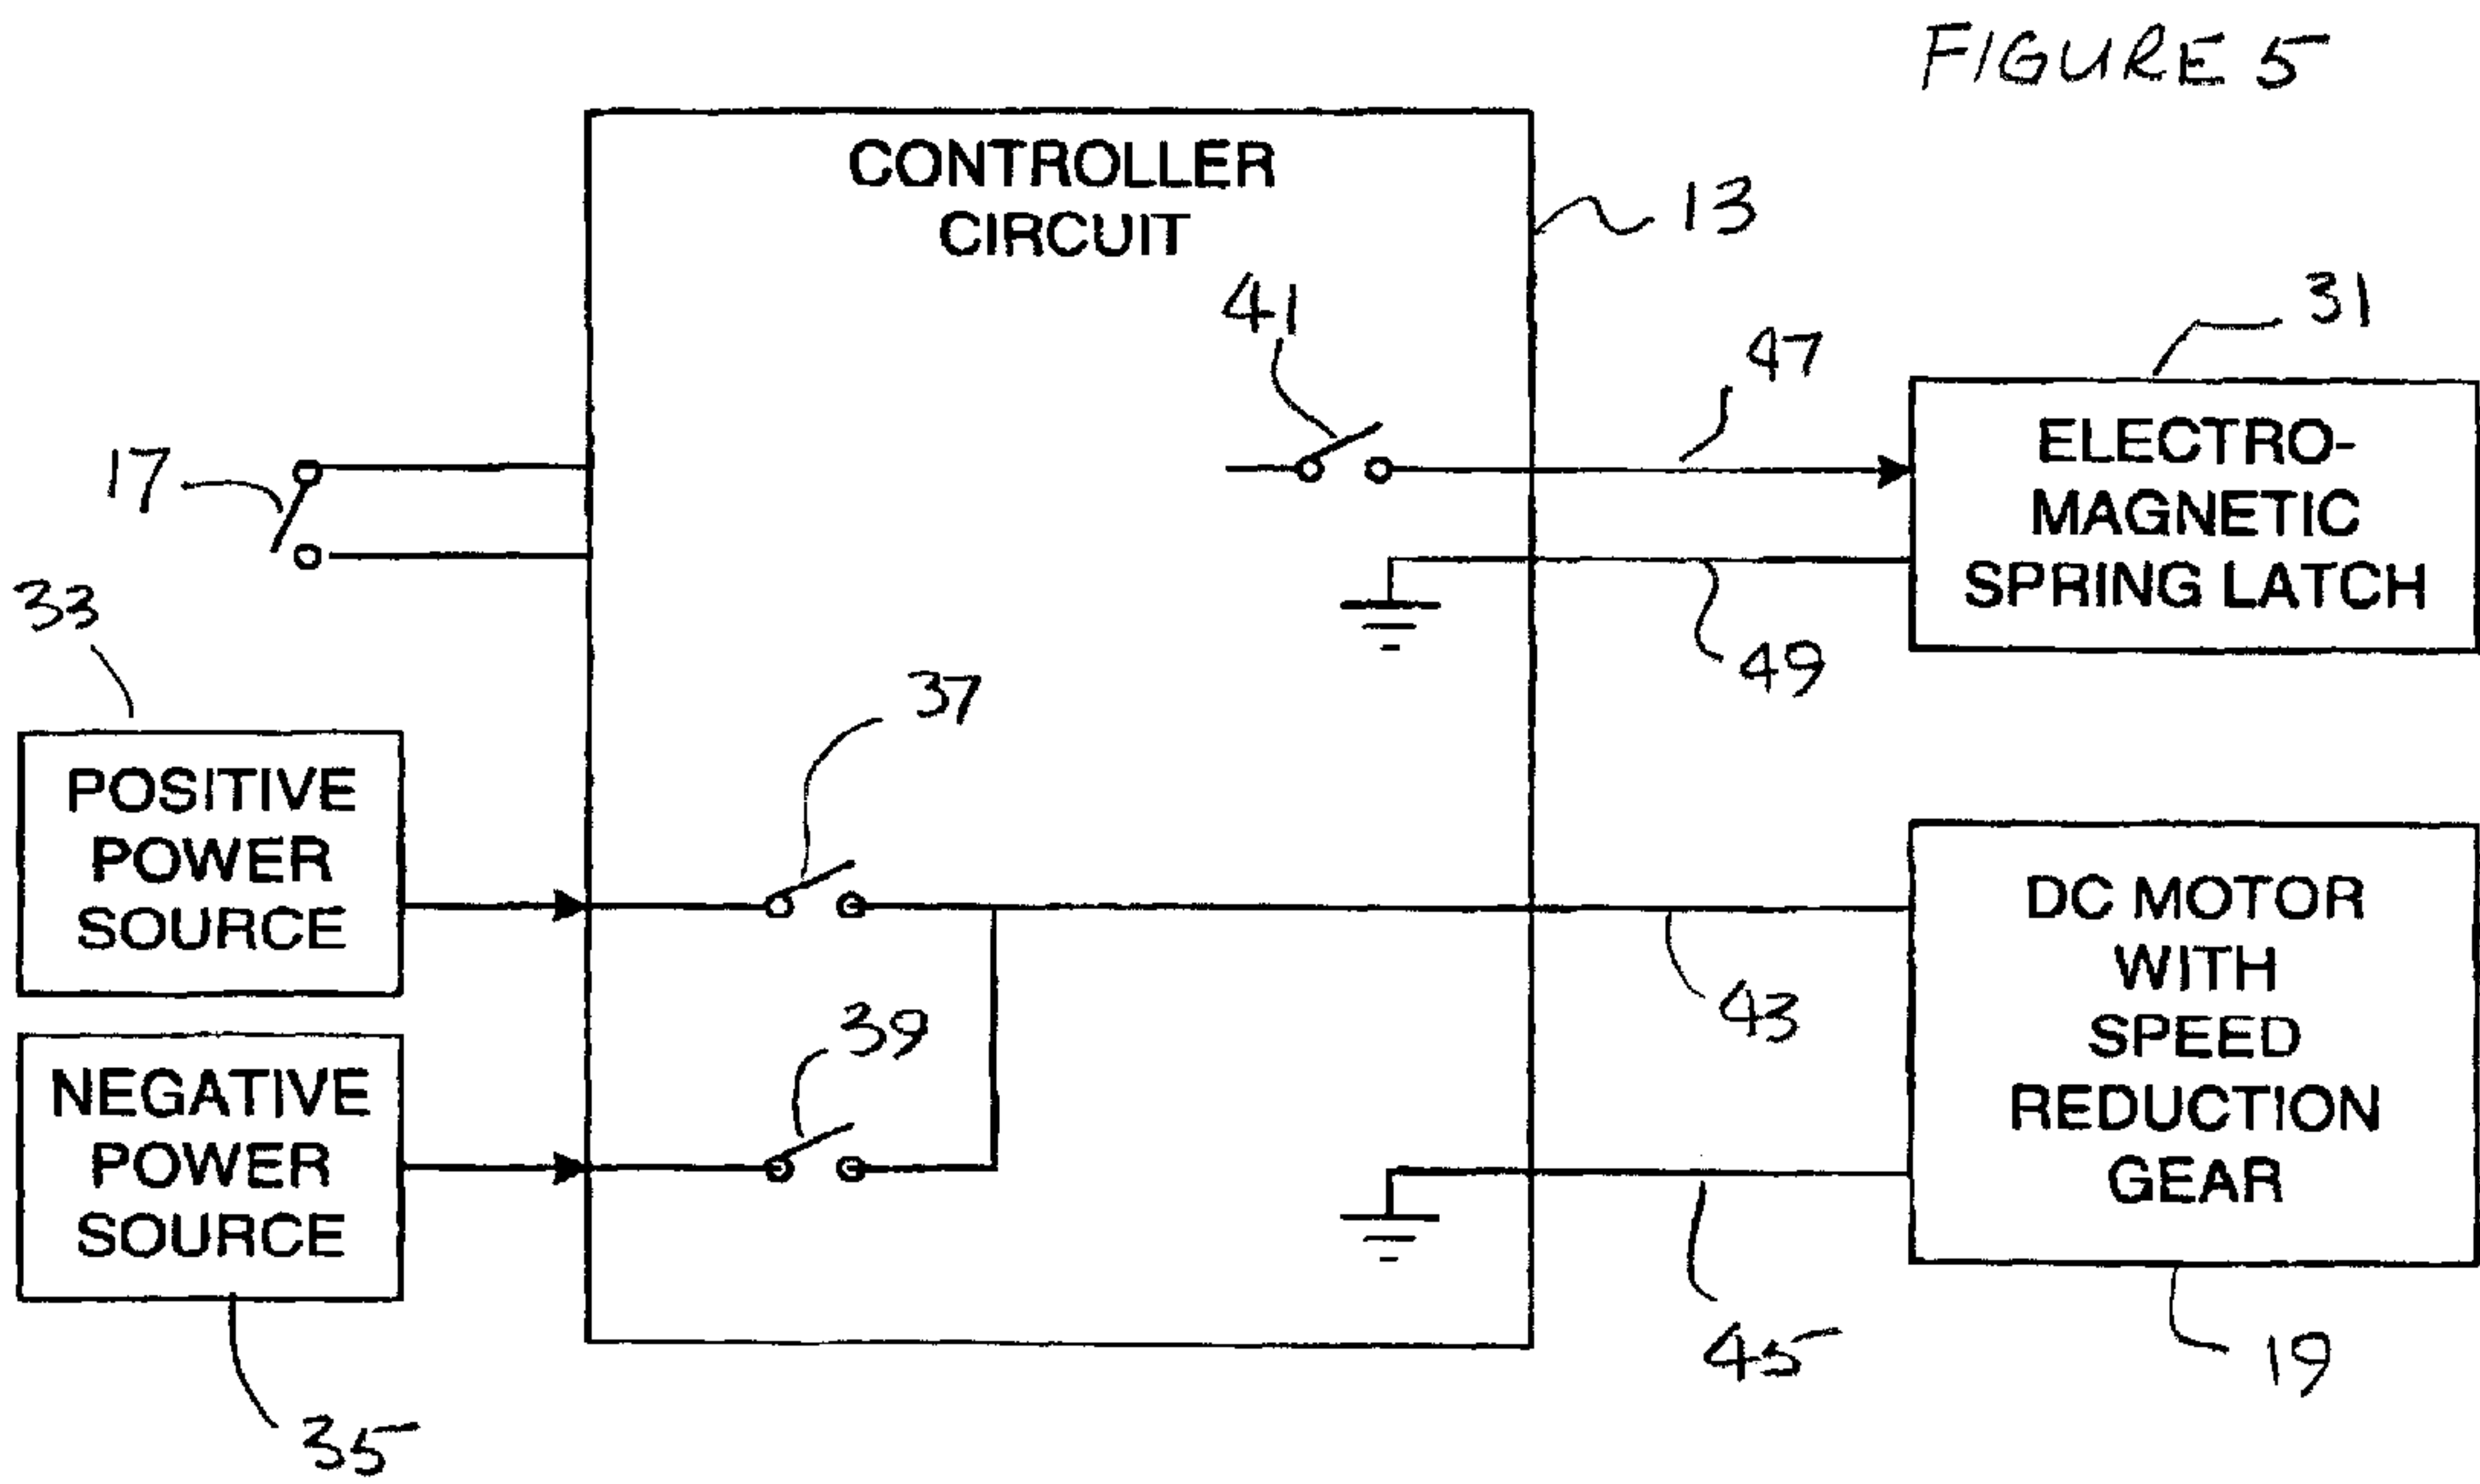 FIGURE 5
CONTROLLER
CIRCUIT
13
41
47
31
ELECTRO-
MAGNETIC
SPRING LATCH
49
17
33
37
POSITIVE
POWER
SOURCE
39
43
DC MOTOR
WITH
SPEED
REDUCTION
GEAR
NEGATIVE
POWER
SOURCE
45
19
35